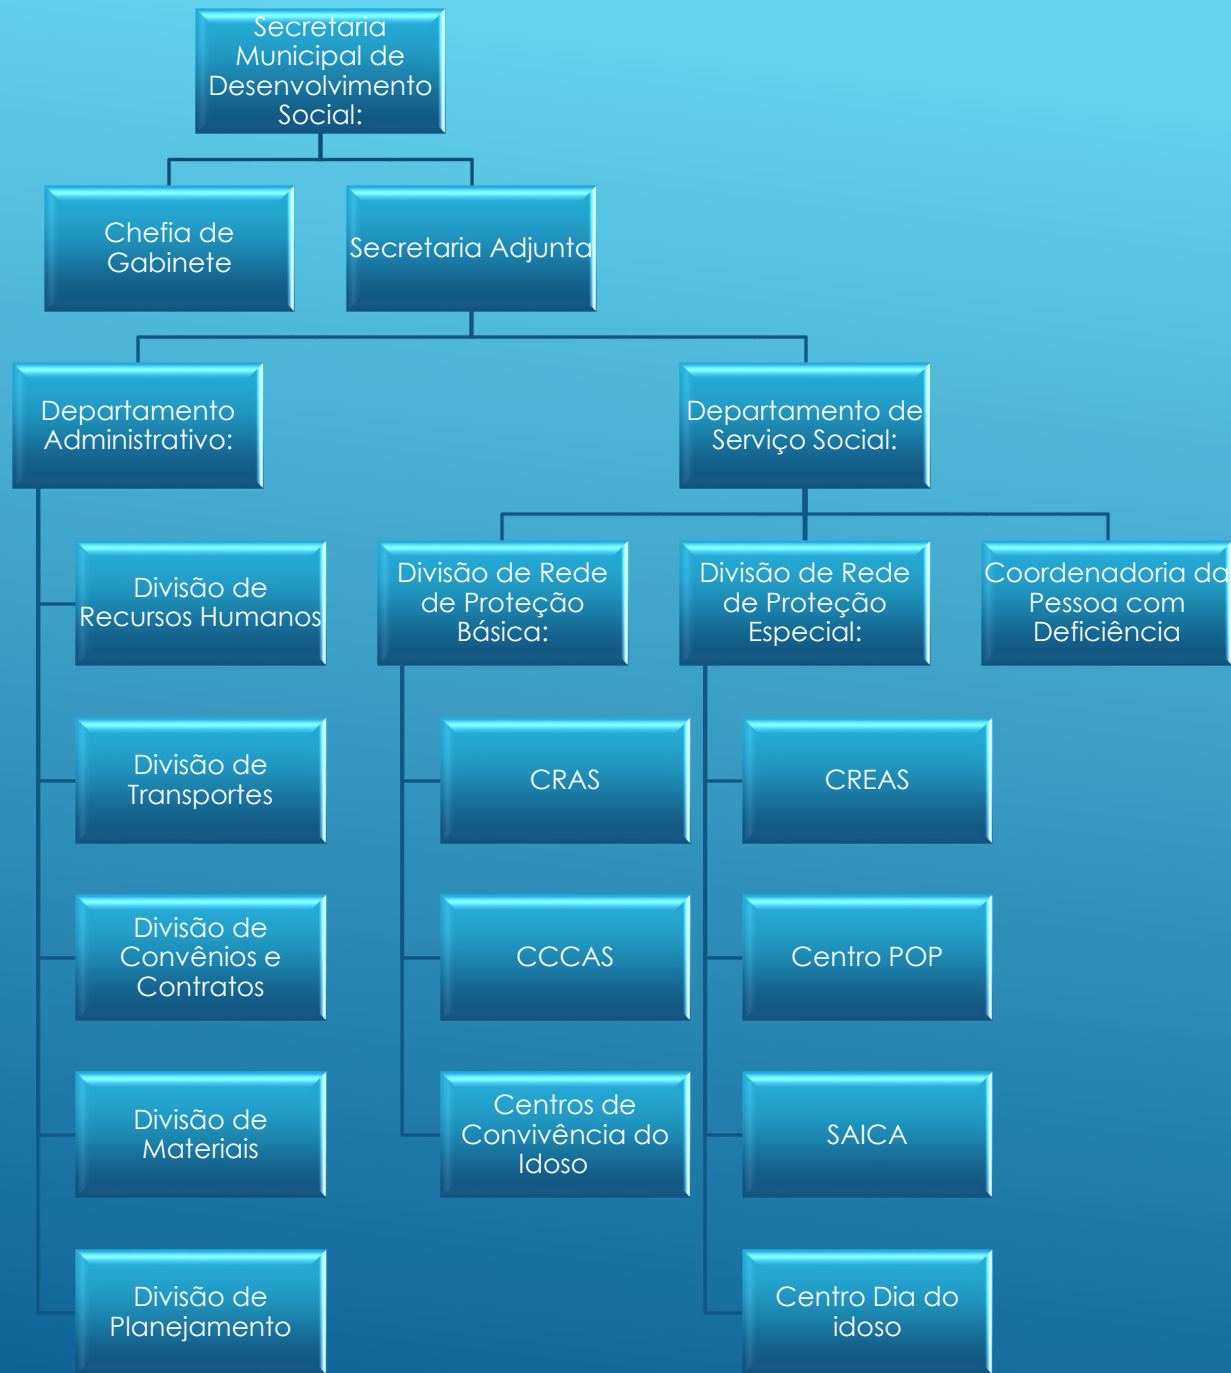 Secretaria
Municipal de
Desenvolvimento
Social:
Chefia de
Gabinete
Secretaria Adjunta
Departamento
Administrativo:
Departamento de
Serviço Social:
Divisão de
Recursos Humanos
Divisão de Rede
de Proteção
Básica:
Divisão de Rede
de Proteção
Especial:
Coordenadoria da
Pessoa com
Deficiência
Divisão de
Transportes
CRAS
CREAS
Divisão de
Convênios e
Contratos
CCCAS
Centro POP
Divisão de
Materiais
Centros de
Convivência do
Idoso
SAICA
Divisão de
Planejamento
Centro Dia do
idoso